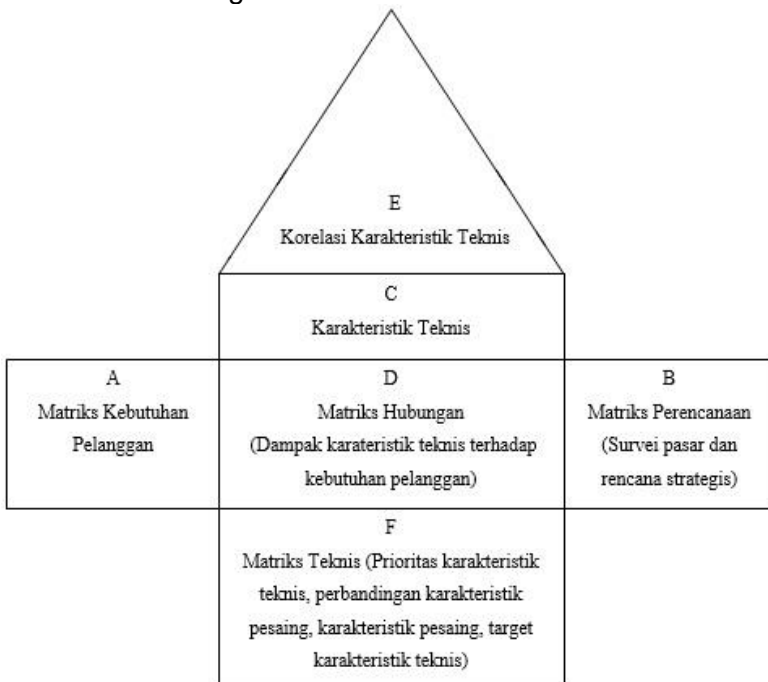 E
Korelasi Karakteristik Teknis
C
Karakteristik Teknis
A
Matriks Kebutuhan
Pelanggan
D
Matriks Hubungan
(Dampak karateristik teknis terhadap
kebutuhan pelanggan)
B
Matriks Perencanaan
(Survei pasar dan
rencana strategis)
F
Matriks Teknis (Prioritas karakteristik
teknis, perbandingan karakteristik
pesaing, karakteristik pesaing, target
karakteristik teknis)